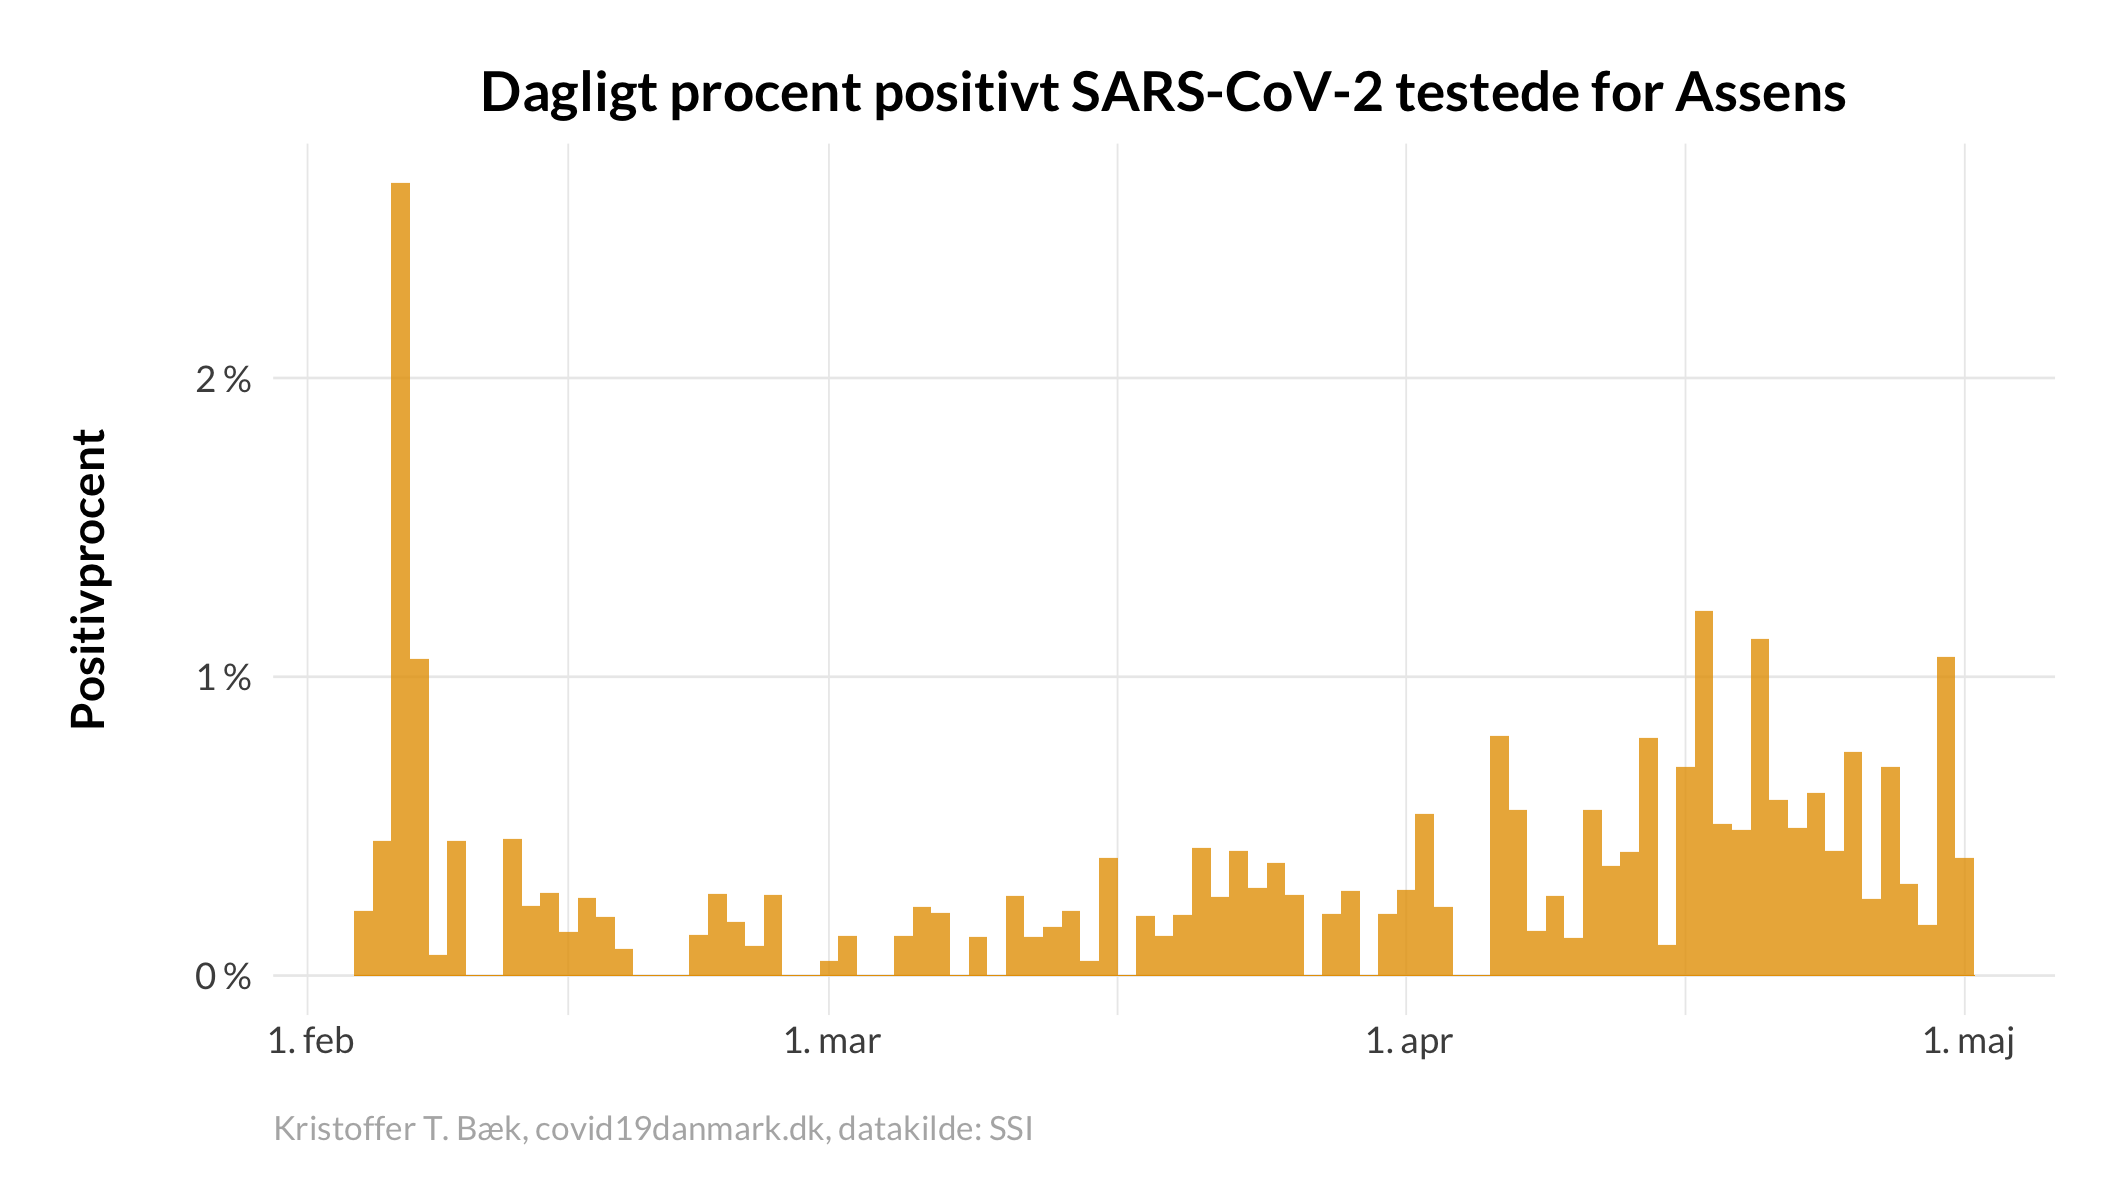 Dagligt procent positivt SARS-CoV-2 testede for Assens
Positivprocent
2 %
1 %
0 %
1. feb
1. mar
1. apr
1. maj
Kristoffer T. Bæk, covid19danmark.dk, datakilde: SSI